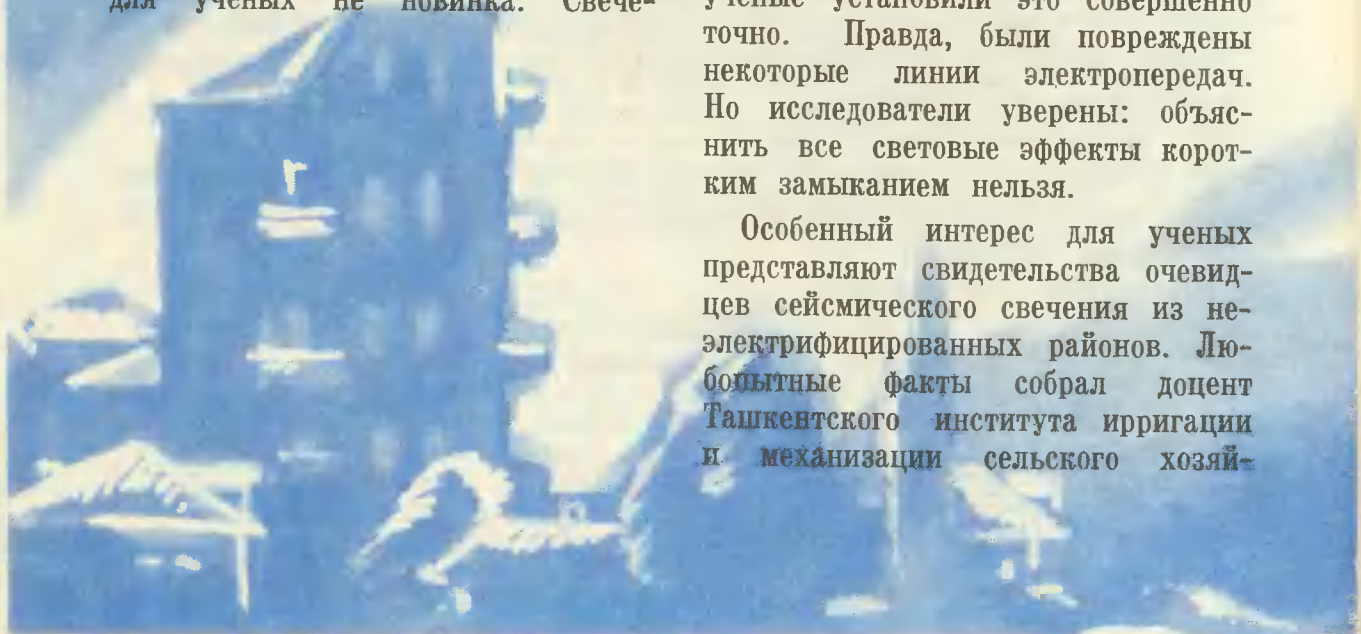 для ученых не новинка. Свече-
ученые установили это совершенно
точно. Правда, были повреждены
некоторые линии электропередач.
Но исследователи уверены: объяс-
нить все световые эффекты корот-
ким замыканием нельзя.
Особенный интерес для ученых
представляют свидетельства очевид-
цев сейсмического свечения из не-
электрифицированных районов. Лю-
бопытные факты собрал доцент
Ташкентского института ирригации
и механизации сельского хозяй-